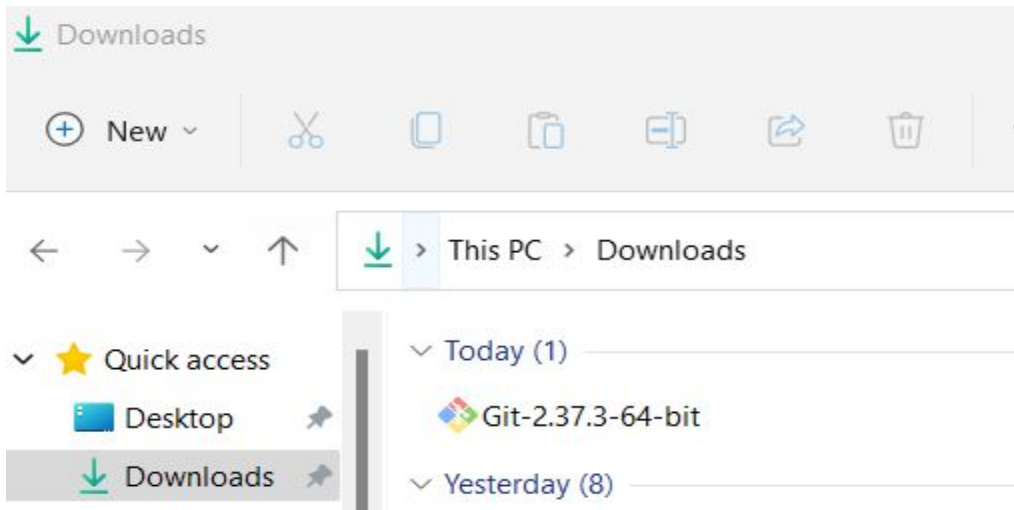 Downloads
New
This PC > Downloads
Quick access
Desktop
Downloads
Today (1)
Git-2.37.3-64-bit
Yesterday (8)